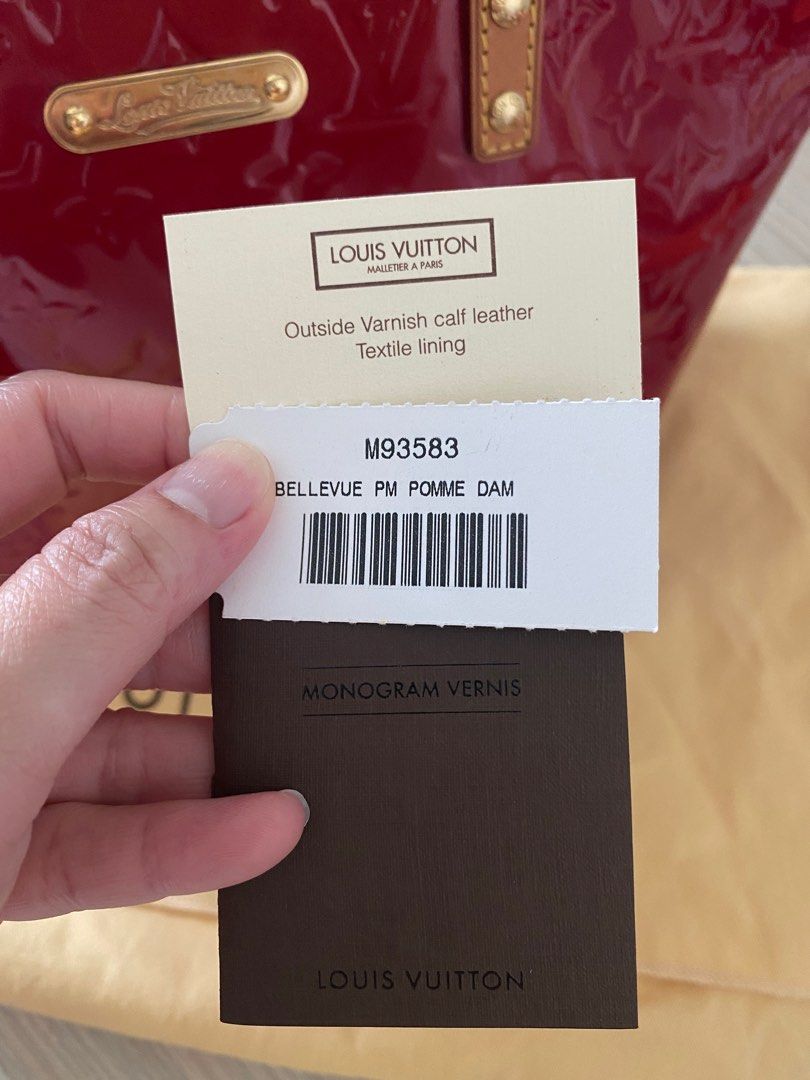 Louis Vuitton
LOUIS VUITTON
MALLETIER A PARIS
Outside Varnish calf leather
Textile lining
M93583
BELLEVUE PM POMME DAM
MONOGRAM VERNIS
LOUIS VUITTON